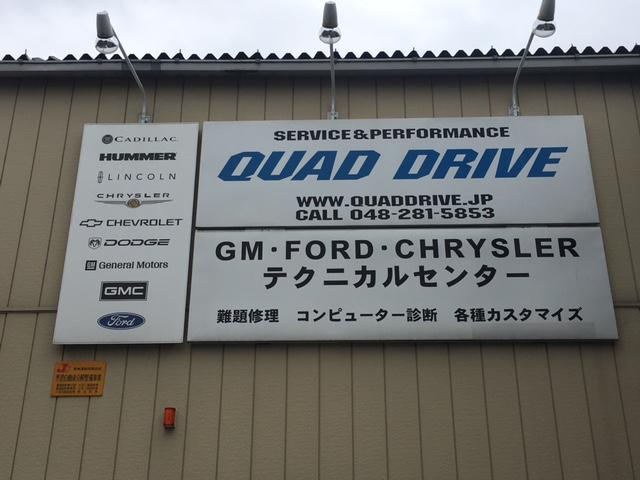 CADILLAC
HUMMER
LINCOLN
CHRYSLER
CHEVROLET
DODGE
GM General Motors
GMC
Ford
SERVICE&PERFORMANCE
QUAD DRIVE
WWW.QUADDRIVE.JP
CALL 048-281-5853
GM・FORD・CHRYSLER
テクニカルセンター
難題修理 コンピューター診断 各種カスタマイズ